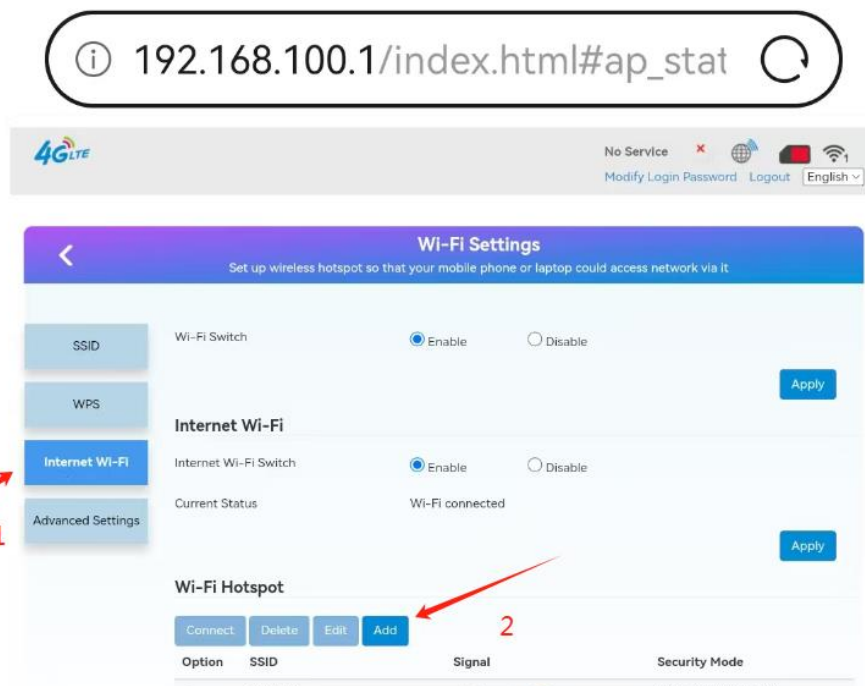 192.168.100.1/index.html#ap_stat
4G LTE
No Service
1
Modify Login Password Logout English
Wi-Fi Settings
Set up wireless hotspot so that your mobile phone or laptop could access network via it
SSID
Wi-Fi Switch Enable Disable
Apply
WPS
Internet Wi-Fi
Internet Wi-Fi
Internet Wi-Fi Switch Enable Disable
Current Status Wi-Fi connected
1
Advanced Settings
Apply
Wi-Fi Hotspot
Connect Delete Edit Add
2
Option SSID Signal Security Mode